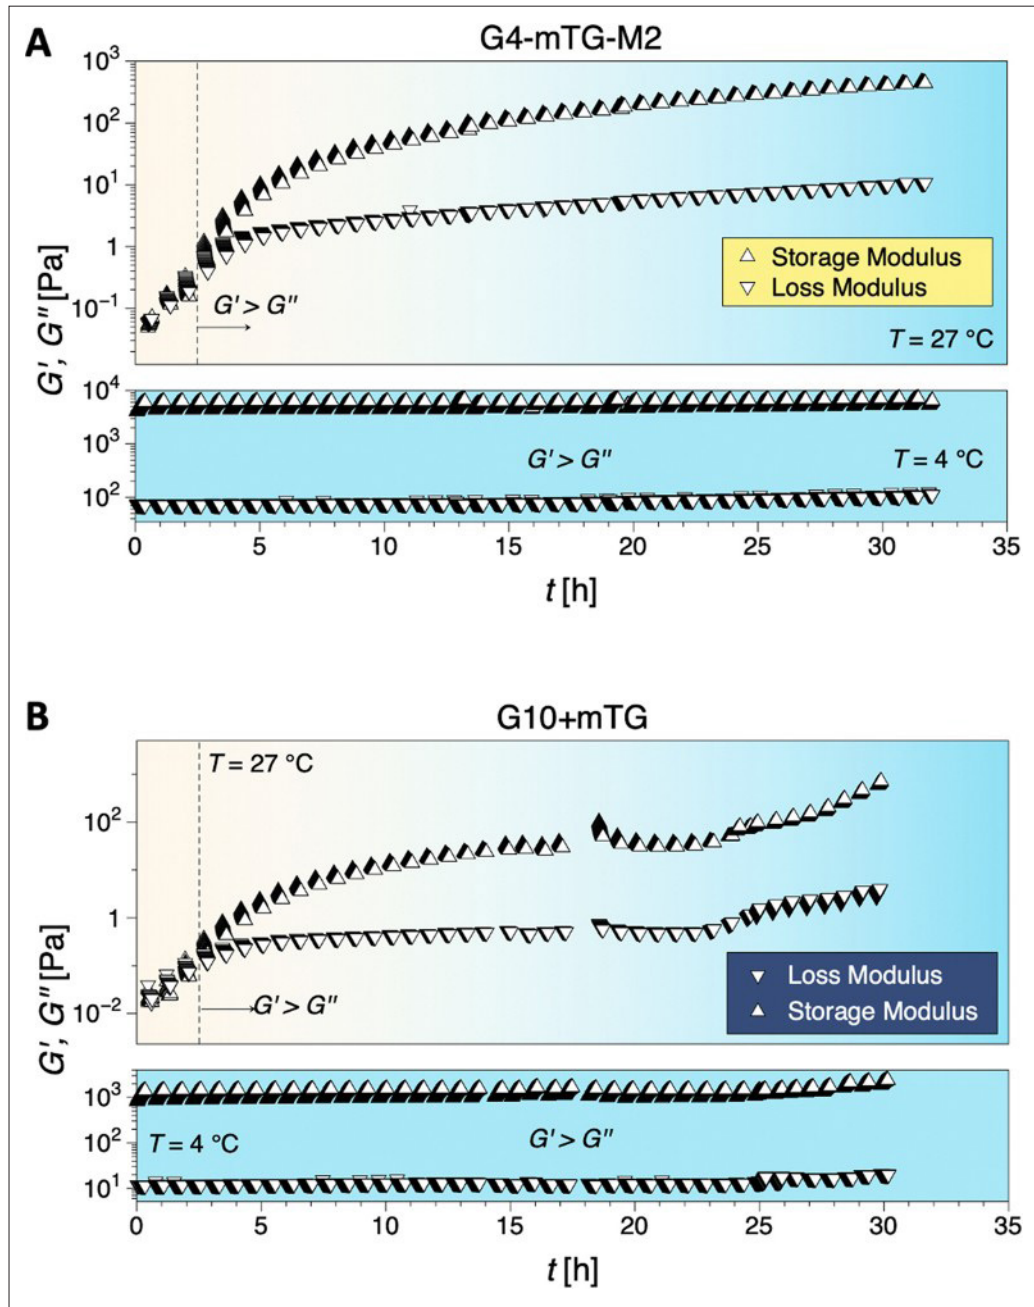 A
G4-mTG-M2
10³
10²
10¹
1
10⁻¹
G', G'' [Pa]
G' > G''
Storage Modulus
Loss Modulus
T = 27 °C
10⁴
10³
10²
G' > G''
T = 4 °C
0 5 10 15 20 25 30 35
t [h]
B
G10+mTG
T = 27 °C
10²
1
10⁻²
G', G'' [Pa]
G' > G''
Loss Modulus
Storage Modulus
10³
10²
10¹
T = 4 °C
G' > G''
0 5 10 15 20 25 30 35
t [h]